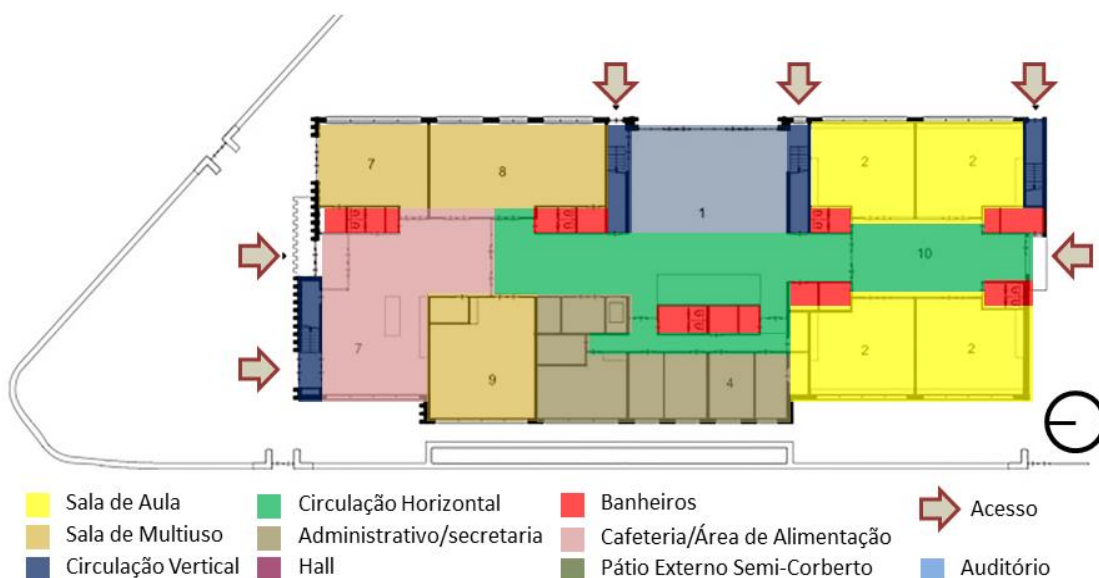 7
8
1
2
2
10
7
9
4
2
2
Sala de Aula
Circulação Horizontal
Banheiros
Acesso
Sala de Multiuso
Administrativo/secretaria
Cafeteria/Área de Alimentação
Circulação Vertical
Hall
Pátio Externo Semi-Corberto
Auditório